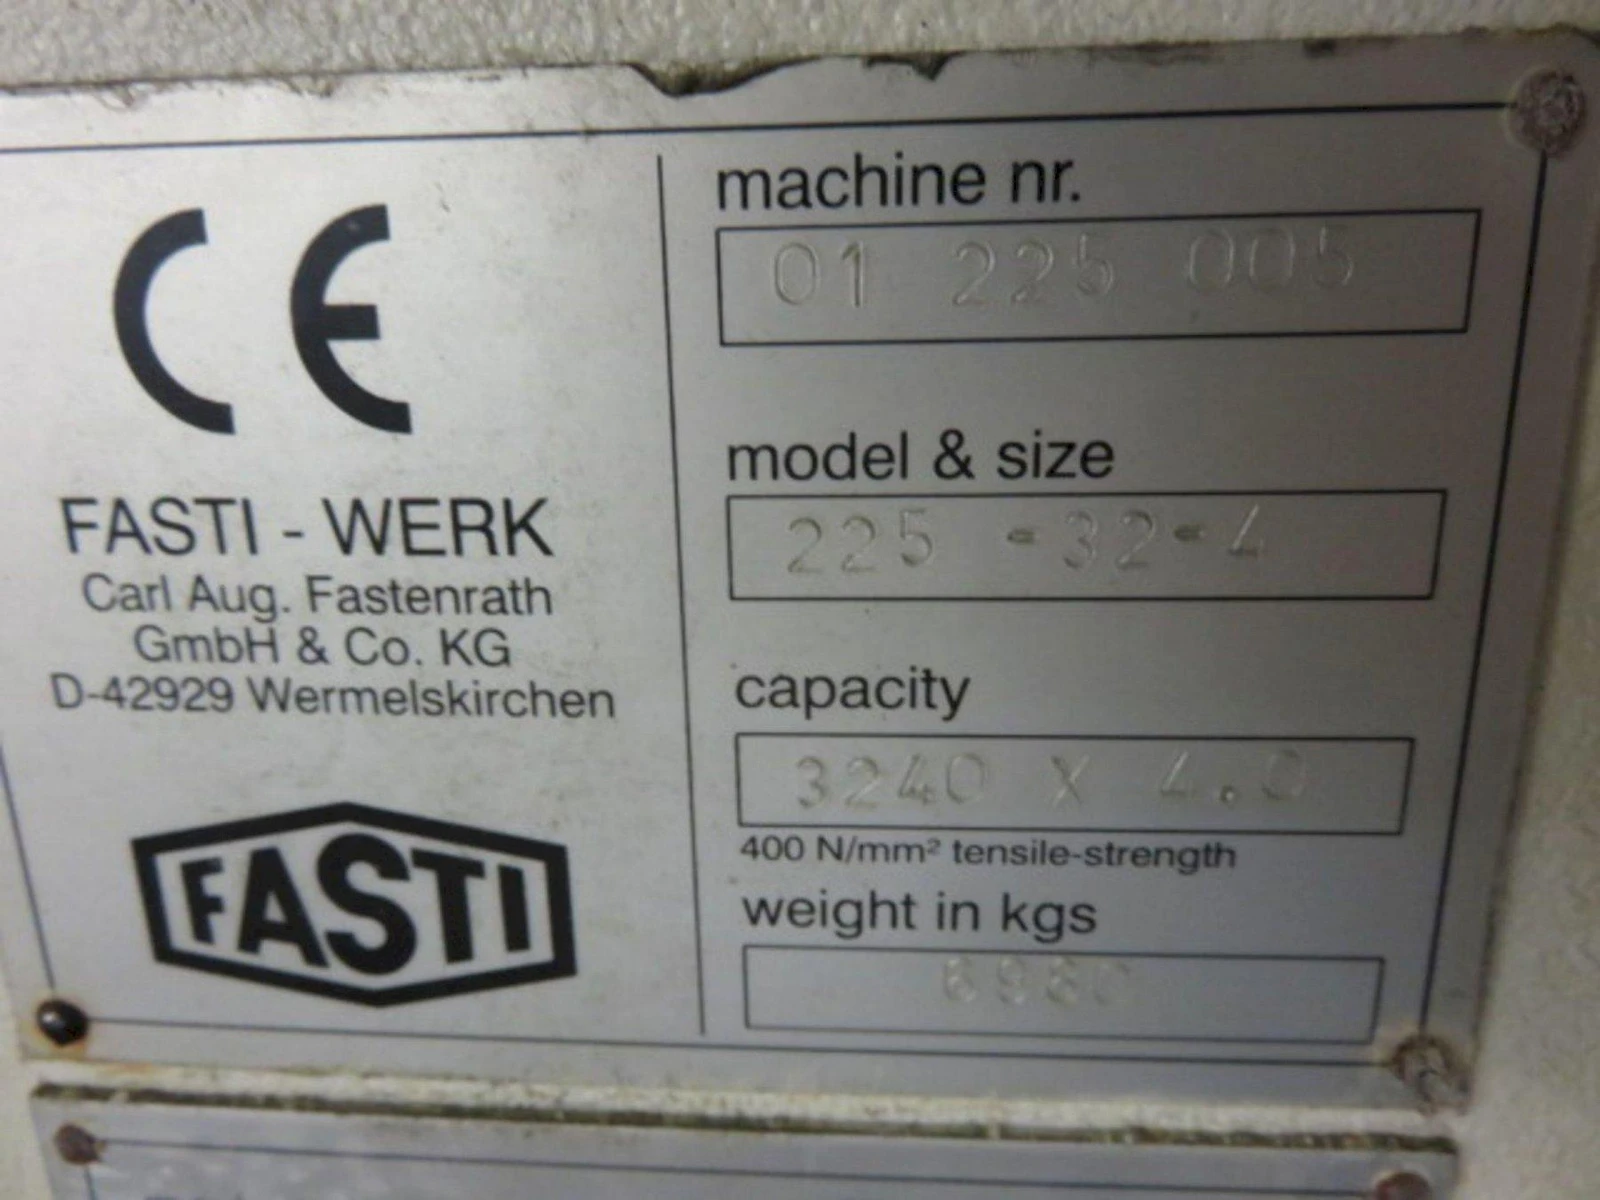 CE
FASTI - WERK
Carl Aug. Fastenrath
GmbH & Co. KG
D-42929 Wermelskirchen
FASTI
machine nr.
01 225 005
model & size
225 -32-4
capacity
3240 X 4.0
400 N/mm² tensile-strength
weight in kgs